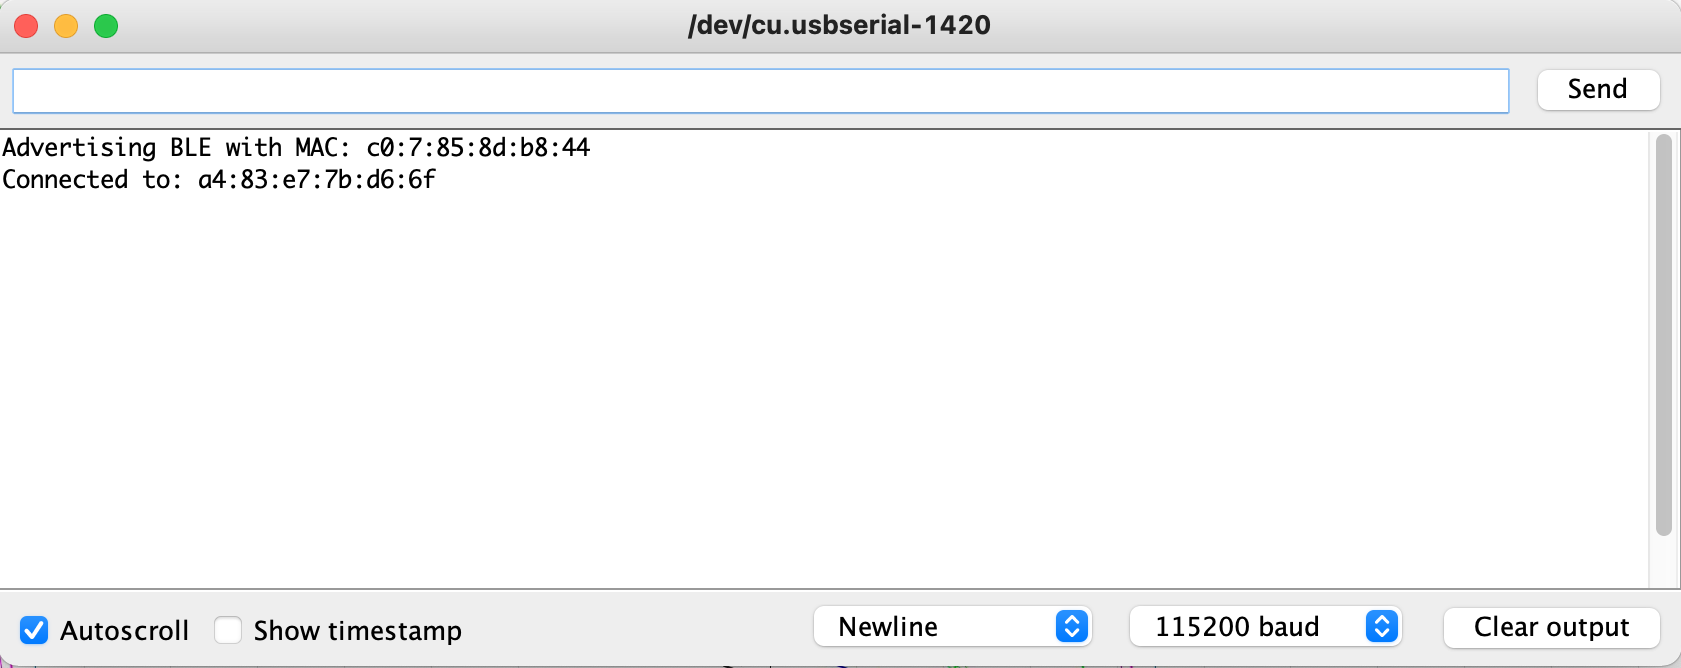 /dev/cu.usbserial-1420
Send
Advertising BLE with MAC: c0:7:85:8d:b8:44
Connected to: a4:83:e7:7b:d6:6f
Autoscroll Show timestamp Newline 115200 baud Clear output